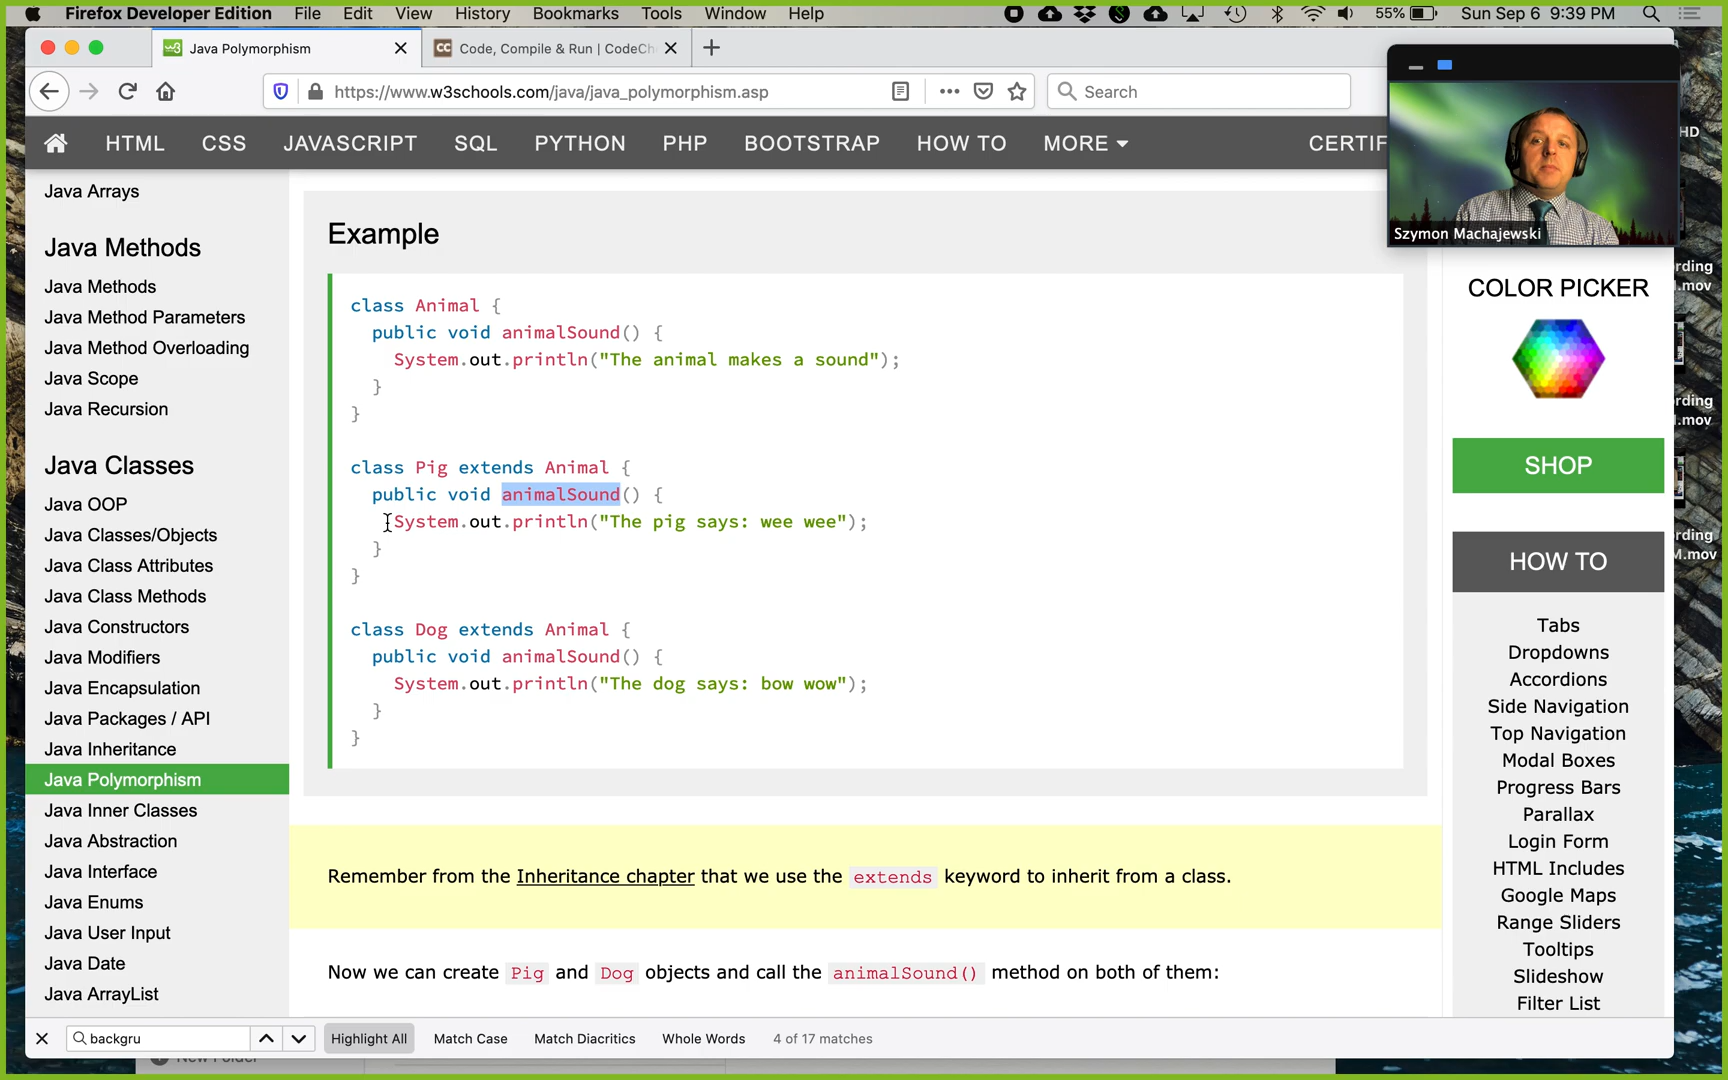 Firefox Developer Edition File Edit View History Bookmarks Tools Window Help 55% Sun Sep 6 9:39 PM
Java Polymorphism
CC Code, Compile & Run | CodeCh
https://www.w3schools.com/java/java_polymorphism.asp
Search
HTML CSS JAVASCRIPT SQL PYTHON PHP BOOTSTRAP HOW TO MORE CERTIF
Szymon Machajewski
HD
rding
.mov
rding
.mov
rding
M.mov
Java Arrays
Java Methods
Java Methods
Java Method Parameters
Java Method Overloading
Java Scope
Java Recursion
Java Classes
Java OOP
Java Classes/Objects
Java Class Attributes
Java Class Methods
Java Constructors
Java Modifiers
Java Encapsulation
Java Packages / API
Java Inheritance
Java Polymorphism
Java Inner Classes
Java Abstraction
Java Interface
Java Enums
Java User Input
Java Date
Java ArrayList
Example
class Animal {
public void animalSound() {
System.out.println("The animal makes a sound");
}
}
class Pig extends Animal {
public void animalSound() {
System.out.println("The pig says: wee wee");
}
}
class Dog extends Animal {
public void animalSound() {
System.out.println("The dog says: bow wow");
}
}
Remember from the Inheritance chapter that we use the extends keyword to inherit from a class.
Now we can create Pig and Dog objects and call the animalSound() method on both of them:
COLOR PICKER
SHOP
HOW TO
Tabs
Dropdowns
Accordions
Side Navigation
Top Navigation
Modal Boxes
Progress Bars
Parallax
Login Form
HTML Includes
Google Maps
Range Sliders
Tooltips
Slideshow
Filter List
backgru
Highlight All Match Case Match Diacritics Whole Words 4 of 17 matches
New Folder